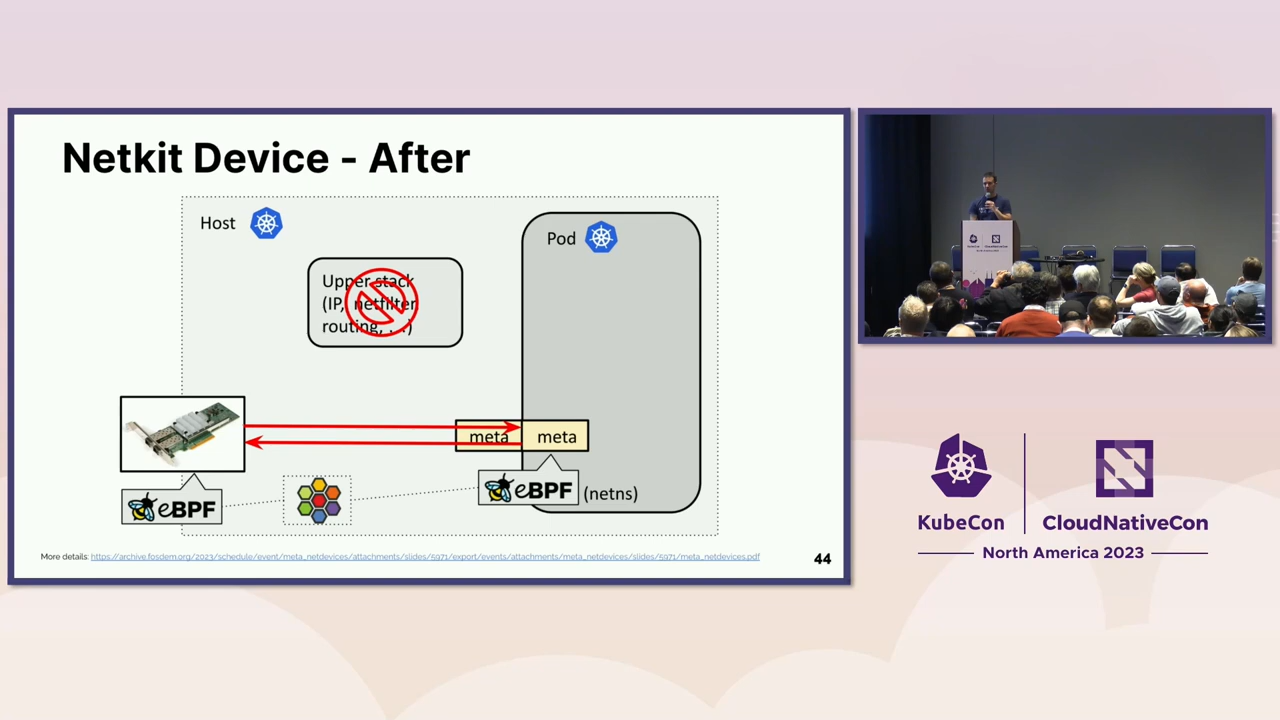 Netkit Device - After
Host
Pod
Upper stack
(IP, netfilter
routing, . . .)
meta
meta
eBPF
eBPF
(netns)
More details: https://archive.fosdem.org/2023/schedule/event/meta_netdevices/attachments/slides/5971/export/events/attachments/meta_netdevices/slides/5971/meta_netdevices.pdf
44
KubeCon
CloudNativeCon
North America 2023